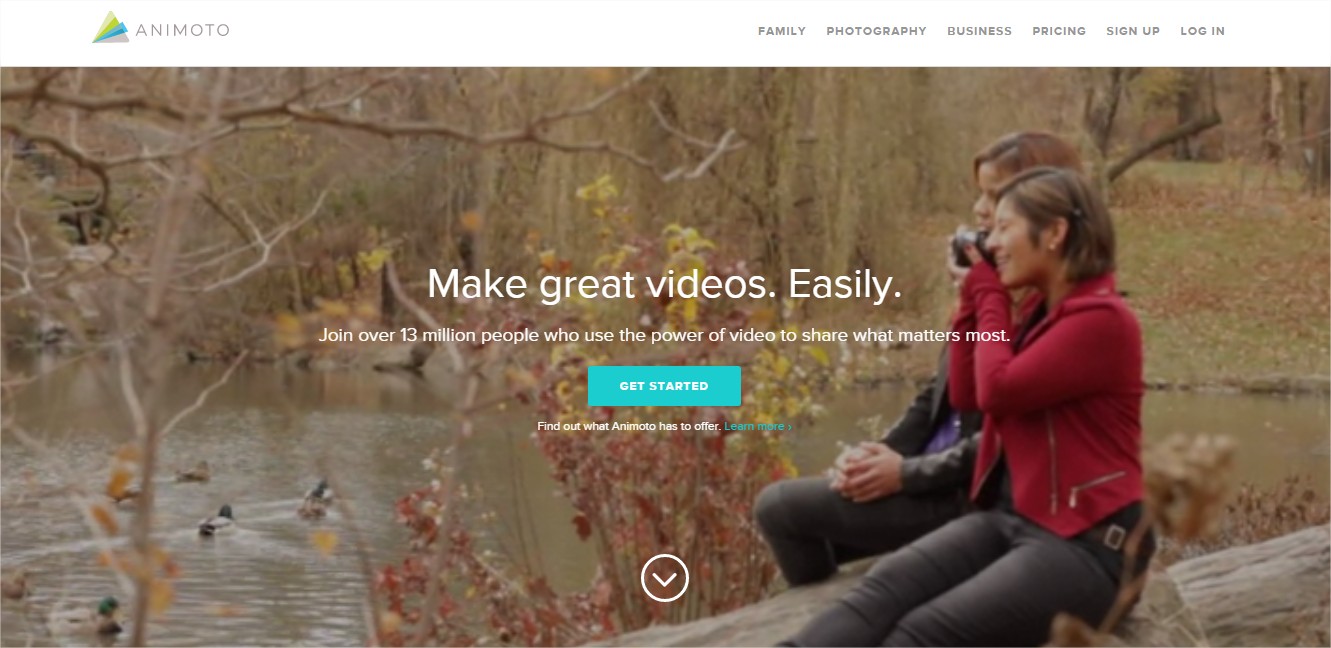 ANIMOTO
FAMILY PHOTOGRAPHY BUSINESS PRICING SIGN UP LOG IN
Make great videos. Easily.
Join over 13 million people who use the power of video to share what matters most.
GET STARTED
Find out what Animoto has to offer. Learn more ›